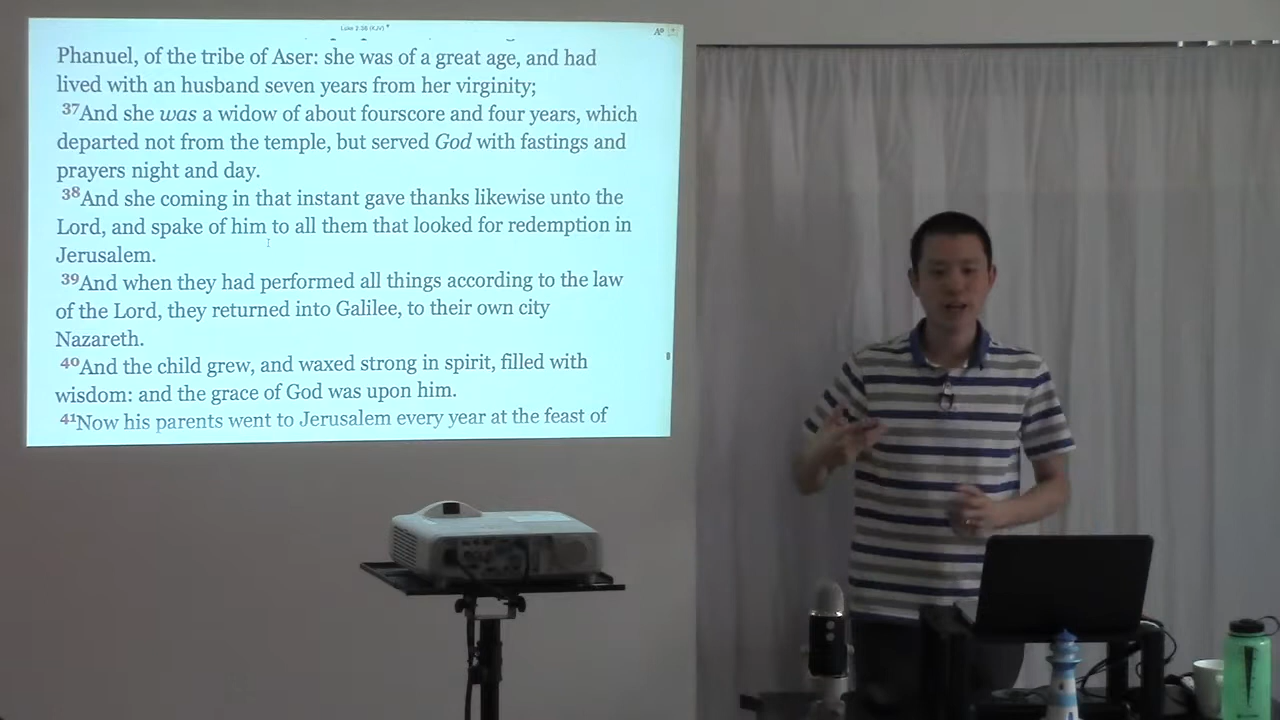 Luke 2:38 (KJV)
Phanuel, of the tribe of Aser: she was of a great age, and had
lived with an husband seven years from her virginity;
37And she was a widow of about fourscore and four years, which
departed not from the temple, but served God with fastings and
prayers night and day.
38And she coming in that instant gave thanks likewise unto the
Lord, and spake of him to all them that looked for redemption in
Jerusalem.
39And when they had performed all things according to the law
of the Lord, they returned into Galilee, to their own city
Nazareth.
40And the child grew, and waxed strong in spirit, filled with
wisdom: and the grace of God was upon him.
41Now his parents went to Jerusalem every year at the feast of